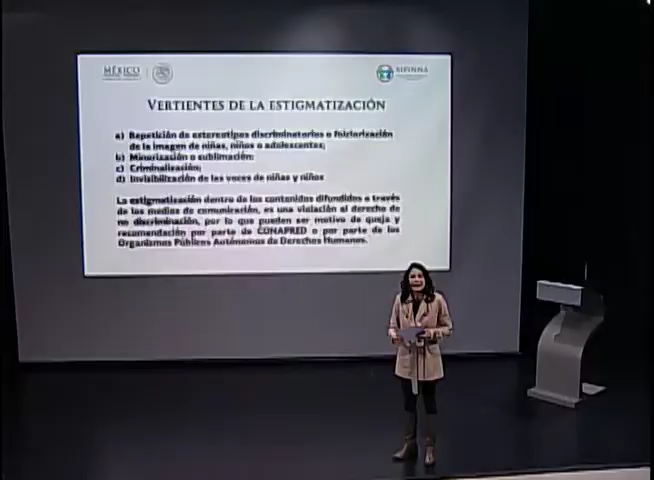 MÉXICO
SIPINNA
VERTIENTES DE LA ESTIGMATIZACIÓN
a) Repetición de estereotipos discriminatorios o folclorización
de la imagen de niñas, niños o adolescentes;
b) Minorización o sublimación;
c) Criminalización;
d) Invisibilización de las voces de niñas y niños
La estigmatización dentro de los contenidos difundidos a través
de los medios de comunicación, es una violación al derecho de
no discriminación, por lo que pueden ser motivo de queja y
recomendación por parte de CONAPRED o por parte de los
Organismos Públicos Autónomos de Derechos Humanos.